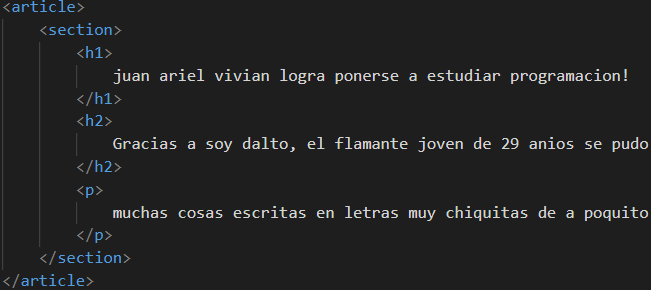 <article>
<section>
<h1>
juan ariel vivian logra ponerse a estudiar programacion!
</h1>
<h2>
Gracias a soy dalto, el flamante joven de 29 anios se pudo
</h2>
<p>
muchas cosas escritas en letras muy chiquitas de a poquito
</p>
</section>
</article>